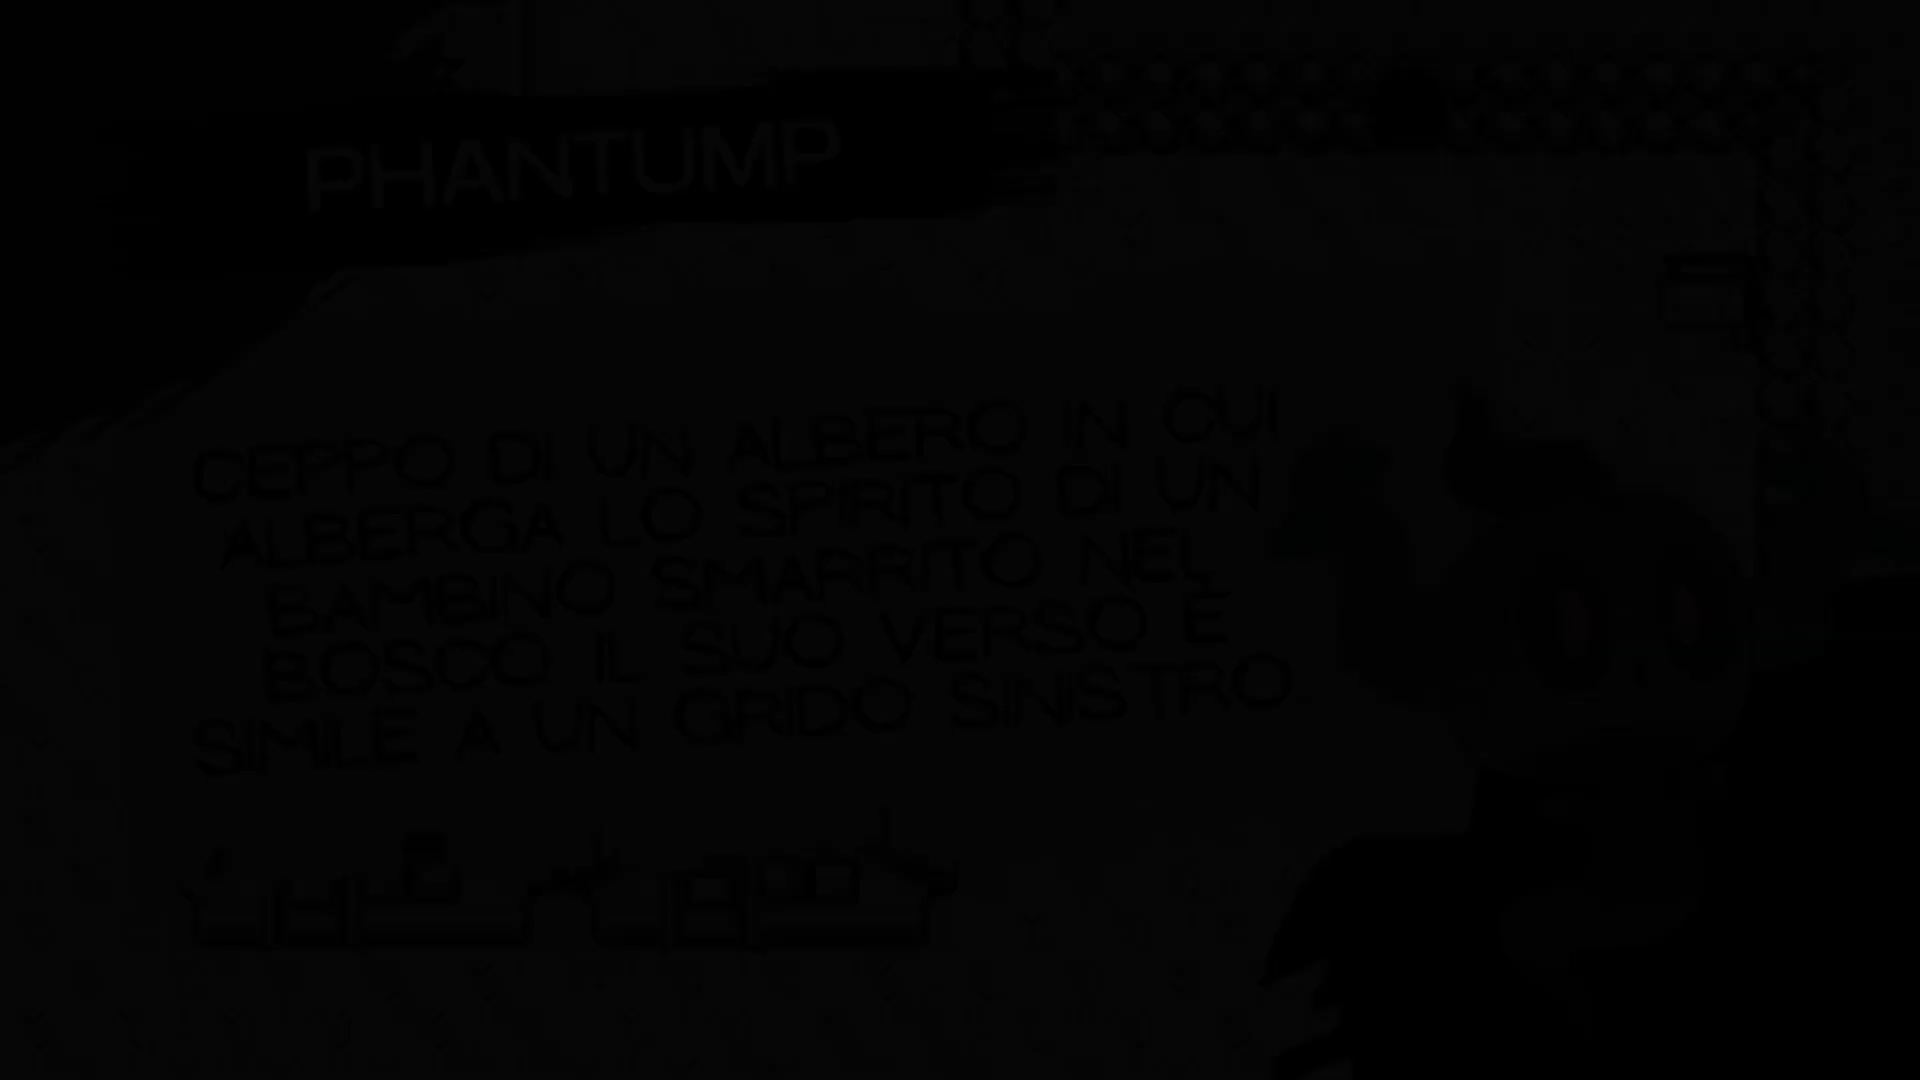 PHANTUMP
CEPPO DI UN ALBERO IN CUI
ALBERGA LO SPIRITO DI UN
BAMBINO SMARRITO NEL
BOSCO IL SUO VERSO È
SIMILE A UN GRIDO SINISTRO